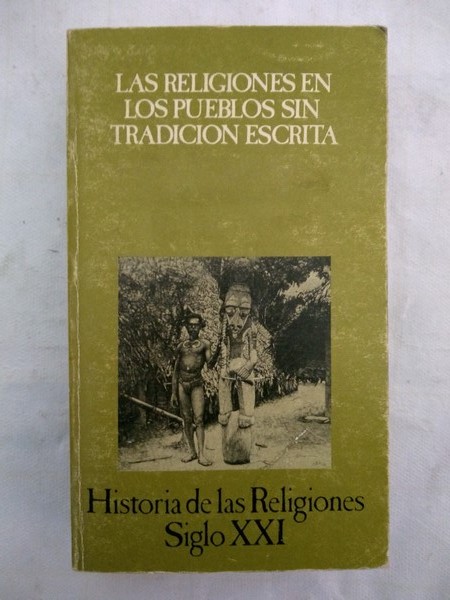 LAS RELIGIONES EN
LOS PUEBLOS SIN
TRADICION ESCRITA
Historia de las Religiones
Siglo XXI